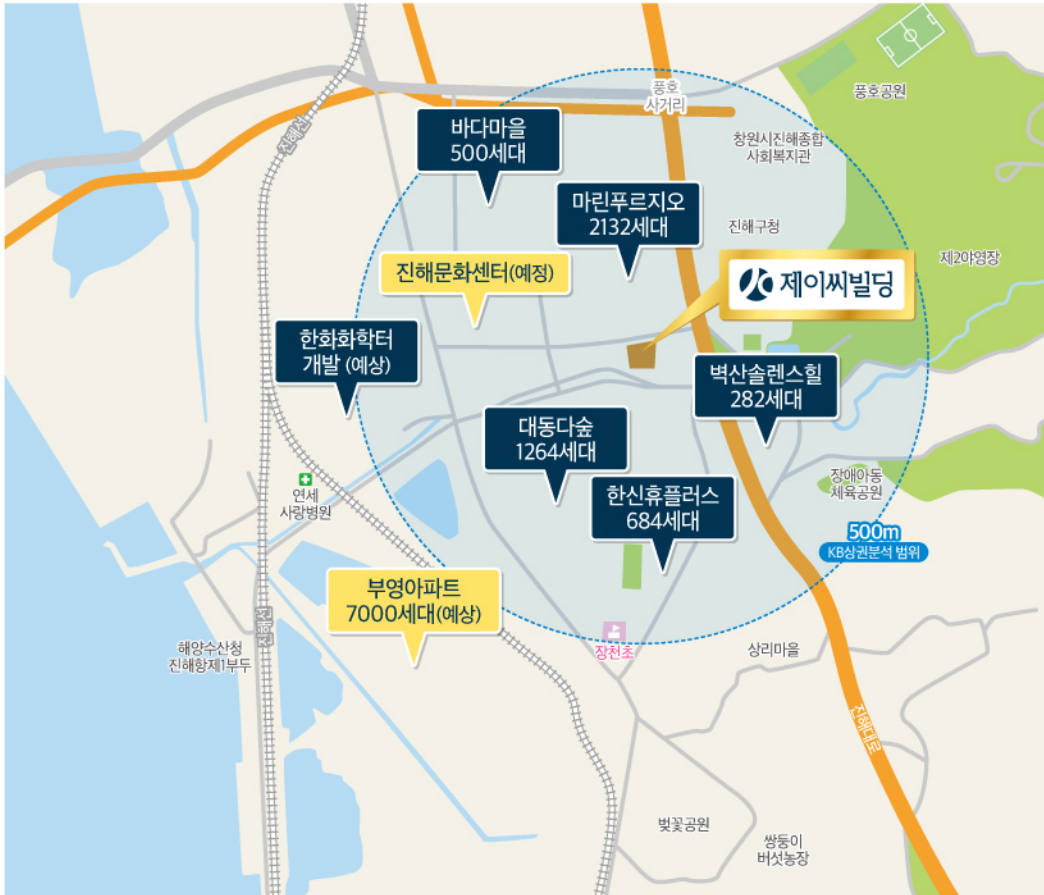 풍호공원
풍호
사거리
바다마을
500세대
창원시진해종합
사회복지관
진해선
마린푸르지오
2132세대
진해구청
제2야영장
진해문화센터(예정)
제이씨빌딩
한화화학터
개발 (예상)
벽산솔렌스힐
282세대
대동다숲
1264세대
장애아동
체육공원
연세
사랑병원
한신휴플러스
684세대
500m
KB상권분석 범위
부영아파트
7000세대(예상)
진해선
장천초
해양수산청
진해항제1부두
상리마을
진해대로
벚꽃공원
쌍둥이
버섯농장